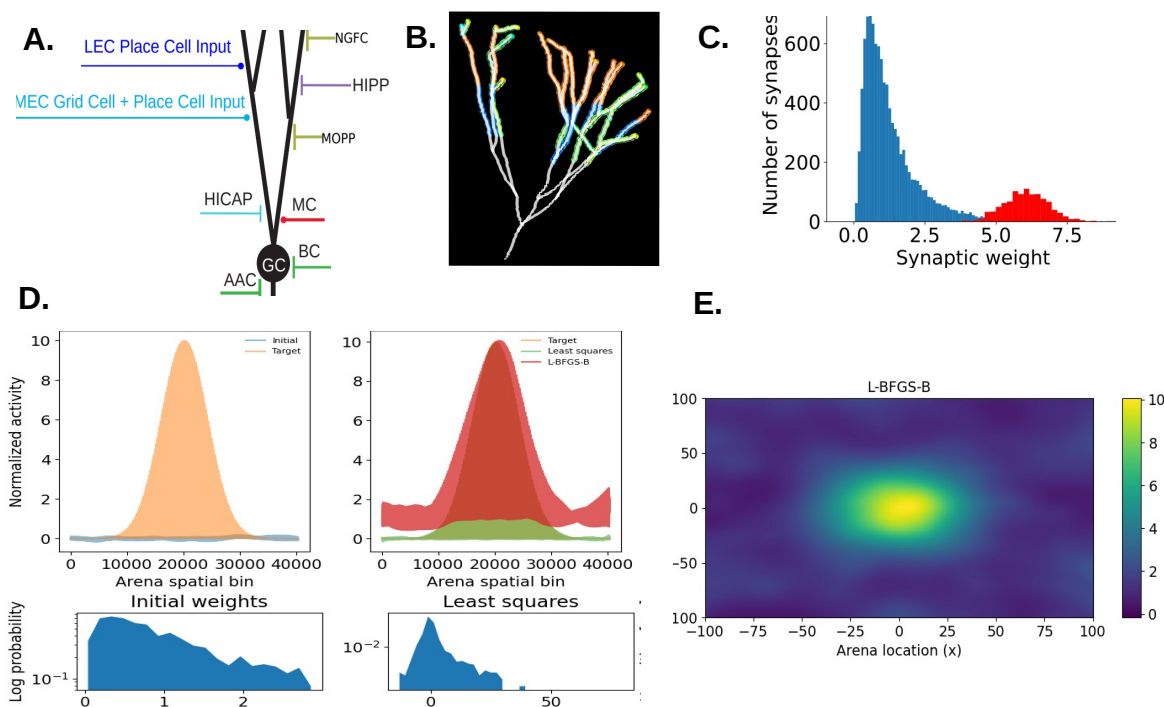 A.
LEC Place Cell Input
MEC Grid Cell + Place Cell Input
NGFC
HIPP
MOPP
HICAP
MC
GC
BC
AAC
B.
C.
Number of synapses
600
400
200
0
0.0 2.5 5.0 7.5
Synaptic weight
D.
Normalized activity
10
8
6
4
2
0
Initial
Target
0 10000 20000 30000 40000
Arena spatial bin
10
8
6
4
2
0
Target
Least squares
L-BFGS-B
0 10000 20000 30000 40000
Arena spatial bin
Log probability
Initial weights
10⁻¹
0 1 2
Least squares
10⁻²
0 50
E.
L-BFGS-B
100
50
0
−50
100
−100 −75 −50 −25 0 25 50 75 100
Arena location (x)
10
8
6
4
2
0